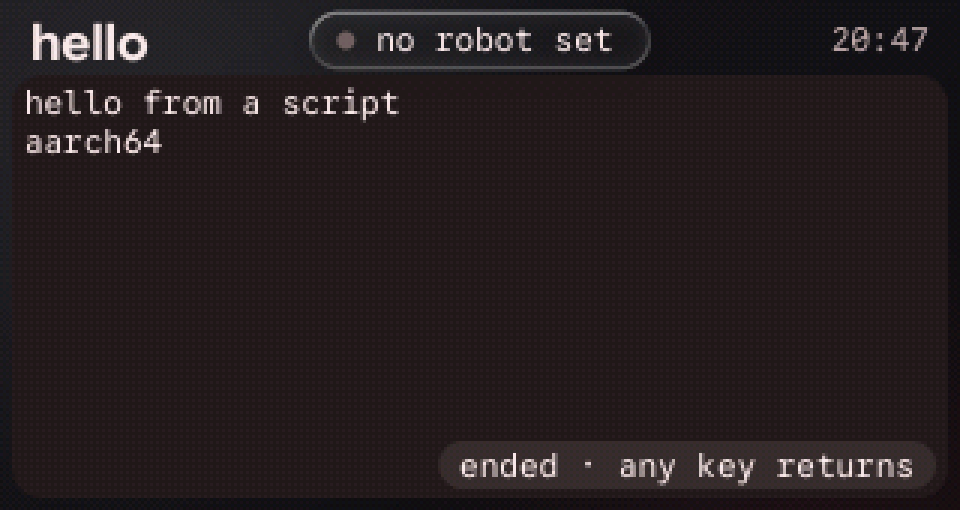 hello
no robot set
20:47
hello from a script
aarch64
ended · any key returns